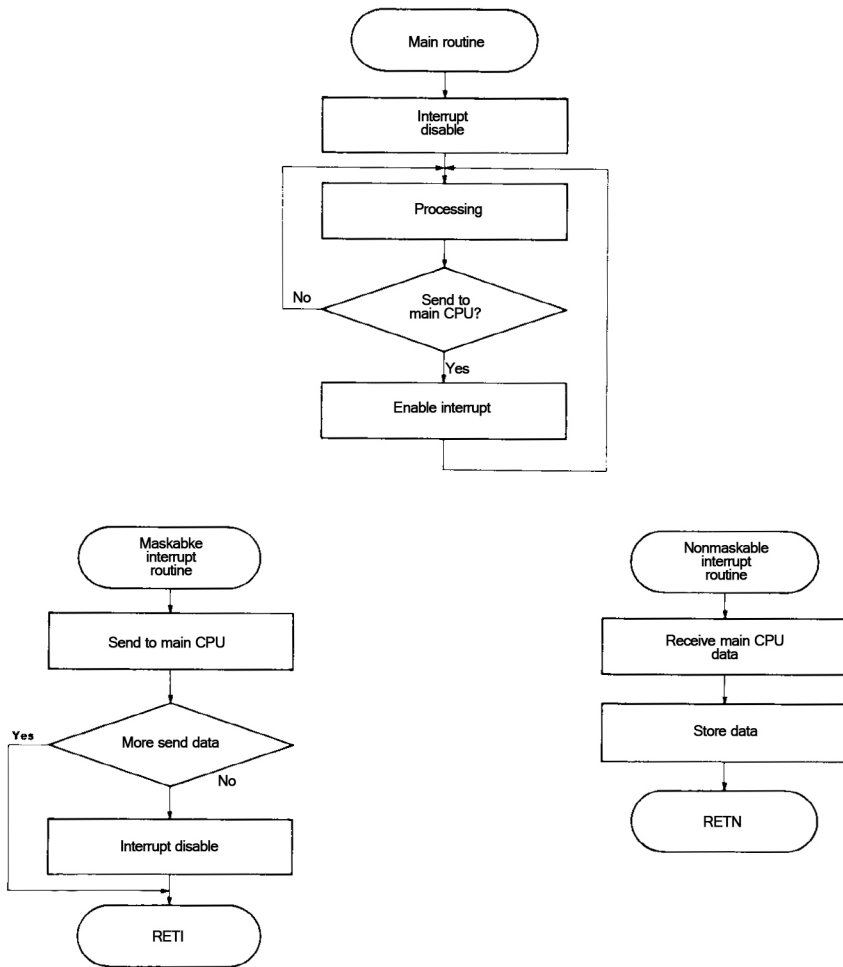 Main routine
Interrupt
disable
Processing
Send to
main CPU?
No
Yes
Enable interrupt
Maskabke
interrupt
routine
Send to main CPU
Yes
More send data
No
Interrupt disable
RETI
Nonmaskable
interrupt
routine
Receive main CPU
data
Store data
RETN